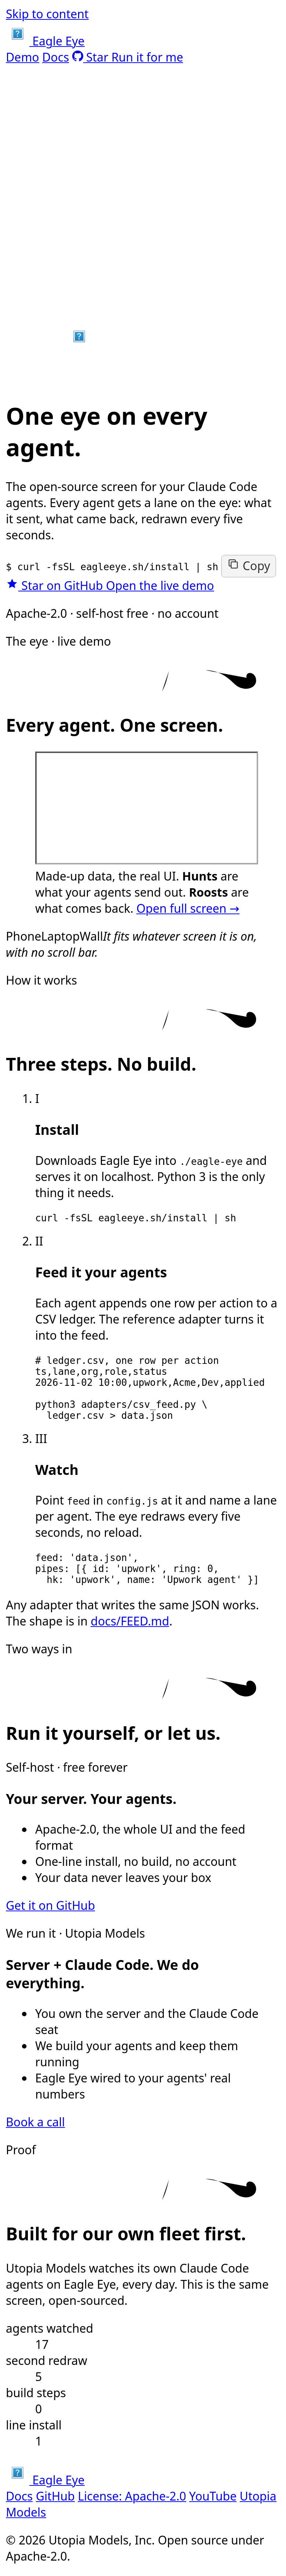 Skip to content
Eagle Eye
Demo Docs Star Run it for me
One eye on every
agent.
The open-source screen for your Claude Code
agents. Every agent gets a lane on the eye: what
it sent, what came back, redrawn every five
seconds.
$ curl -fsSL eagleeye.sh/install | sh Copy
Star on GitHub Open the live demo
Apache-2.0 · self-host free · no account
The eye · live demo
Every agent. One screen.
Made-up data, the real UI. Hunts are
what your agents send out. Roosts are
what comes back. Open full screen →
PhoneLaptopWallIt fits whatever screen it is on,
with no scroll bar.
How it works
Three steps. No build.
1. I
Install
Downloads Eagle Eye into ./eagle-eye and
serves it on localhost. Python 3 is the only
thing it needs.
curl -fsSL eagleeye.sh/install | sh
2. II
Feed it your agents
Each agent appends one row per action to a
CSV ledger. The reference adapter turns it
into the feed.
# ledger.csv, one row per action
ts,lane,org,role,status
2026-11-02 10:00,upwork,Acme,Dev,applied
python3 adapters/csv_feed.py \
ledger.csv > data.json
3. III
Watch
Point feed in config.js at it and name a lane
per agent. The eye redraws every five
seconds, no reload.
feed: 'data.json',
pipes: [{ id: 'upwork', ring: 0,
hk: 'upwork', name: 'Upwork agent' }]
Any adapter that writes the same JSON works.
The shape is in docs/FEED.md.
Two ways in
Run it yourself, or let us.
Self-host · free forever
Your server. Your agents.
• Apache-2.0, the whole UI and the feed
format
• One-line install, no build, no account
• Your data never leaves your box
Get it on GitHub
We run it · Utopia Models
Server + Claude Code. We do
everything.
• You own the server and the Claude Code
seat
• We build your agents and keep them
running
• Eagle Eye wired to your agents' real
numbers
Book a call
Proof
Built for our own fleet first.
Utopia Models watches its own Claude Code
agents on Eagle Eye, every day. This is the same
screen, open-sourced.
agents watched
17
second redraw
5
build steps
0
line install
1
Eagle Eye
Docs GitHub License: Apache-2.0 YouTube Utopia
Models
© 2026 Utopia Models, Inc. Open source under
Apache-2.0.